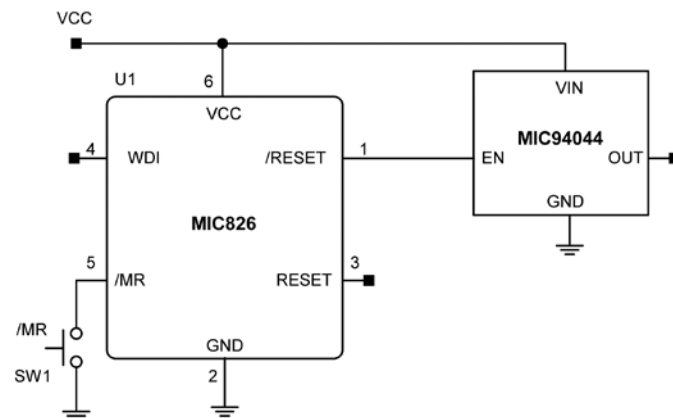 VCC
U1
6
VCC
VIN
MIC94044
4
WDI
/RESET
1
EN
OUT
MIC826
GND
5
/MR
RESET
3
/MR
GND
SW1
2